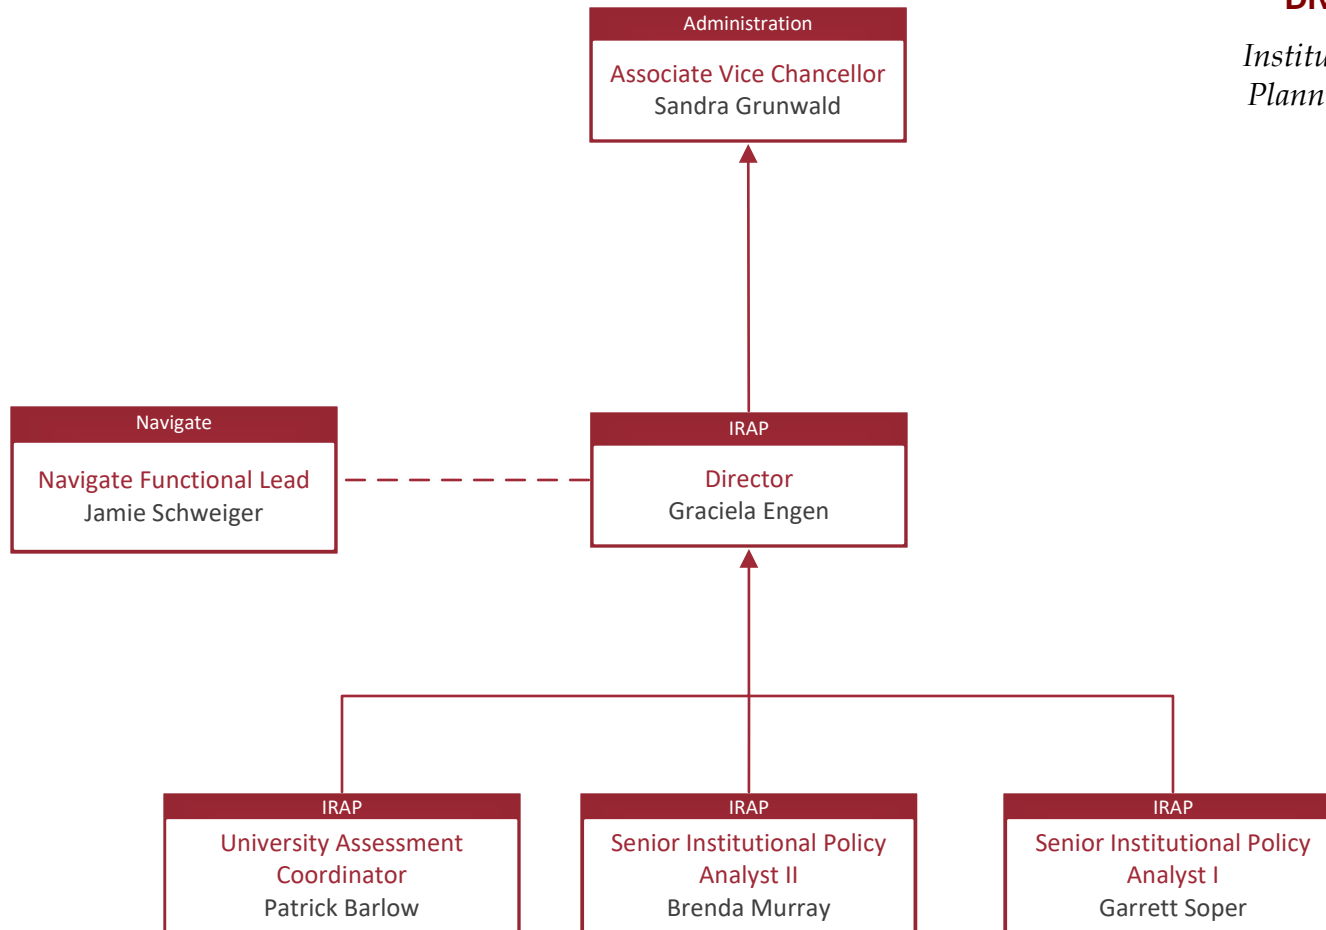 Administration
Associate Vice Chancellor
Sandra Grunwald
Navigate
Navigate Functional Lead
Jamie Schweiger
IRAP
Director
Graciela Engen
IRAP
University Assessment
Coordinator
Patrick Barlow
IRAP
Senior Institutional Policy
Analyst II
Brenda Murray
IRAP
Senior Institutional Policy
Analyst I
Garrett Soper